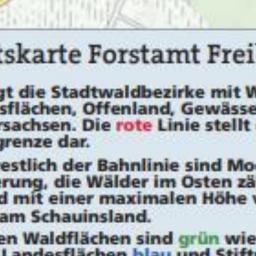 tskarte Forstamt Frei
gt die Stadtwaldbezirke mit W
sflächen, Offenland, Gewässe
rsachsen. Die rote Linie stellt
grenze dar.
estlich der Bahnlinie sind Mo
erung, die Wälder im Osten zä
d mit einer maximalen Höhe v
am Schauinsland.
en Waldflächen sind grün wie
Landesflächen blau und Stift